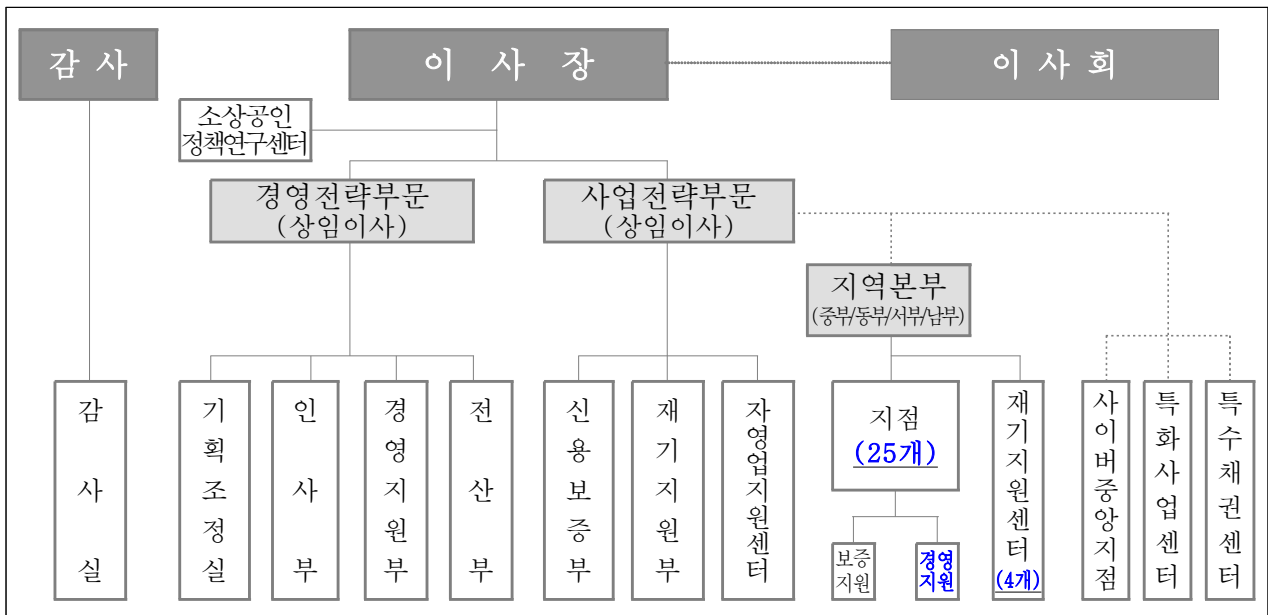 감 사
이 사 장
이 사 회
소상공인
정책연구센터
경영전략부문
(상임이사)
사업전략부문
(상임이사)
지역본부
(중부/동부/서부/남부)
감사실
기획조정실
인사부
경영지원부
전산부
신용보증부
재기지원부
자영업지원센터
지점
(25개)
재기지원센터
(4개)
사이버중앙지점
특화사업센터
특수채권센터
보증
지원
경영
지원